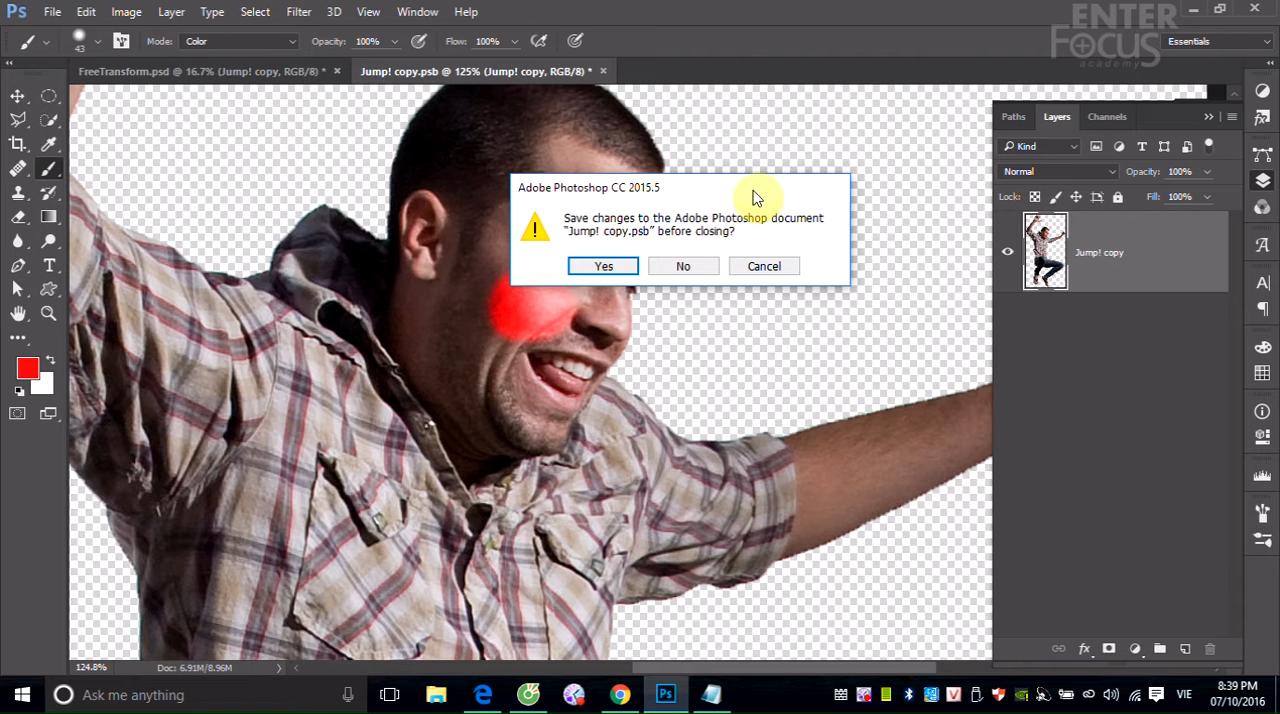 Ps File Edit Image Layer Type Select Filter 3D View Window Help
ENTER
FOCUS
academy
43 Mode: Color Opacity: 100% Flow: 100% Essentials
FreeTransform.psd @ 16.7% (Jump! copy, RGB/8) * × Jump! copy.psb @ 125% (Jump! copy, RGB/8) * ×
Paths Layers Channels
Kind
Normal Opacity: 100%
Lock: Fill: 100%
Jump! copy
Adobe Photoshop CC 2015.5
Save changes to the Adobe Photoshop document
“Jump! copy.psb” before closing?
Yes No Cancel
124.8% Doc: 6.91M/8.96M
Ask me anything
Ps
VIE
8:39 PM
07/10/2016